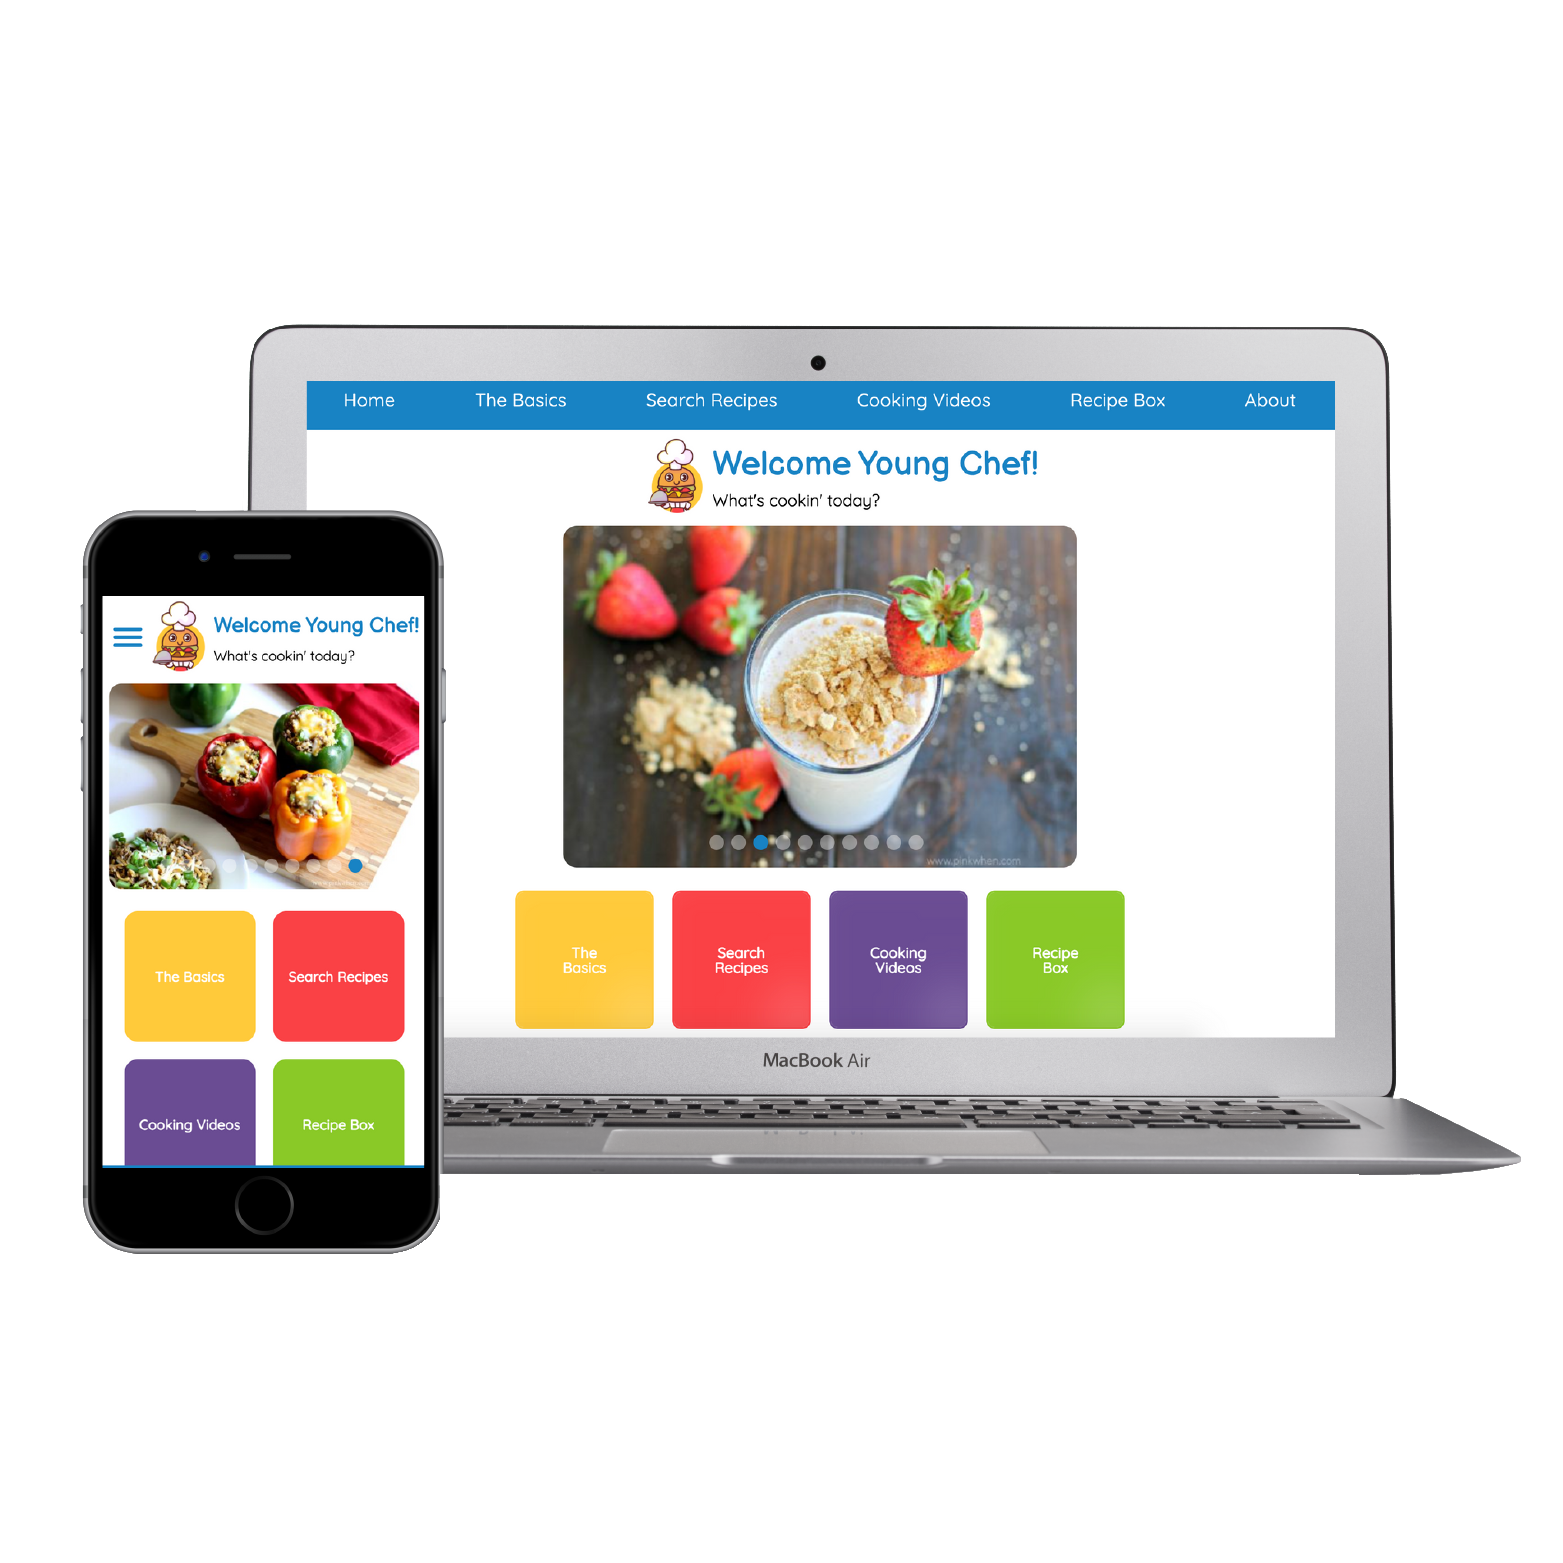 Home The Basics Search Recipes Cooking Videos Recipe Box About
Welcome Young Chef!
What's cookin' today?
www.pinkwhen.com
The
Basics
Search
Recipes
Cooking
Videos
Recipe
Box
MacBook Air
Welcome Young Chef!
What's cookin' today?
The Basics
Search Recipes
Cooking Videos
Recipe Box